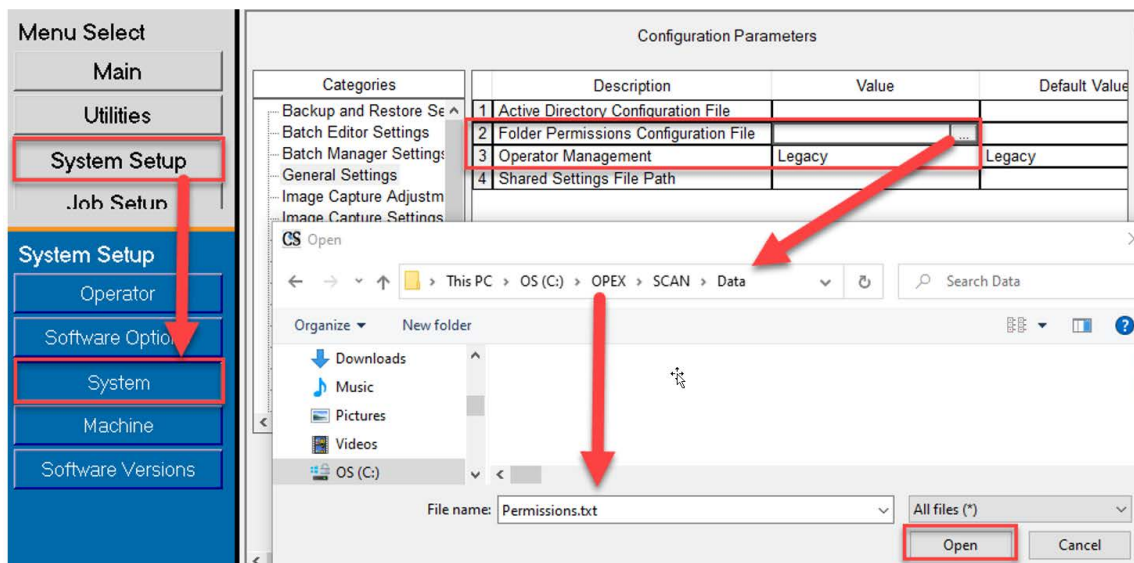 Menu Select
Main
Utilities
System Setup
Job Setup
System Setup
Operator
Software Option
System
Machine
Software Versions
Configuration Parameters
Categories
Backup and Restore Se
Batch Editor Settings
Batch Manager Settings
General Settings
Image Capture Adjustm
Image Capture Settings
Description Value Default Value
1 Active Directory Configuration File
2 Folder Permissions Configuration File ...
3 Operator Management Legacy Legacy
4 Shared Settings File Path
CS Open
This PC > OS (C:) > OPEX > SCAN > Data
Search Data
Organize New folder
Downloads
Music
Pictures
Videos
OS (C:)
File name: Permissions.txt All files (*)
Open Cancel